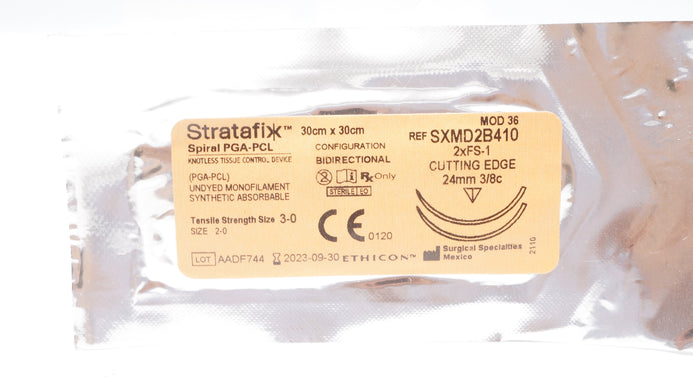 Stratafix™
Spiral PGA-PCL
KNOTLESS TISSUE CONTROL DEVICE
(PGA-PCL)
UNDYED MONOFILAMENT
SYNTHETIC ABSORBABLE
Tensile Strength Size 3-0
SIZE 2-0
LOT AADF744
2023-09-30
30cm x 30cm
CONFIGURATION
BIDIRECTIONAL
Rx Only
STERILE EO
CE 0120
ETHICON™
MOD 36
REF SXMD2B410
2xFS-1
CUTTING EDGE
24mm 3/8c
Surgical Specialties
Mexico
2110